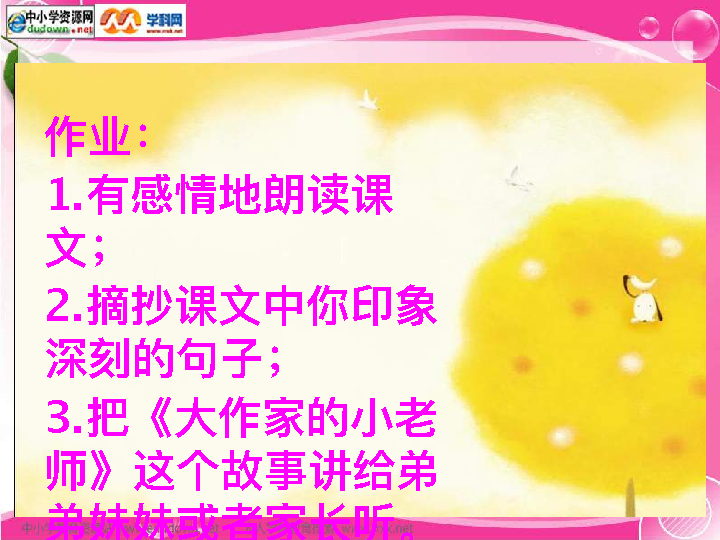 中小学资源网
dudown.net
学科网
作业：
1.有感情地朗读课
文；
2.摘抄课文中你印象
深刻的句子；
3.把《大作家的小老
师》这个故事讲给弟
弟妹妹或者家长听。